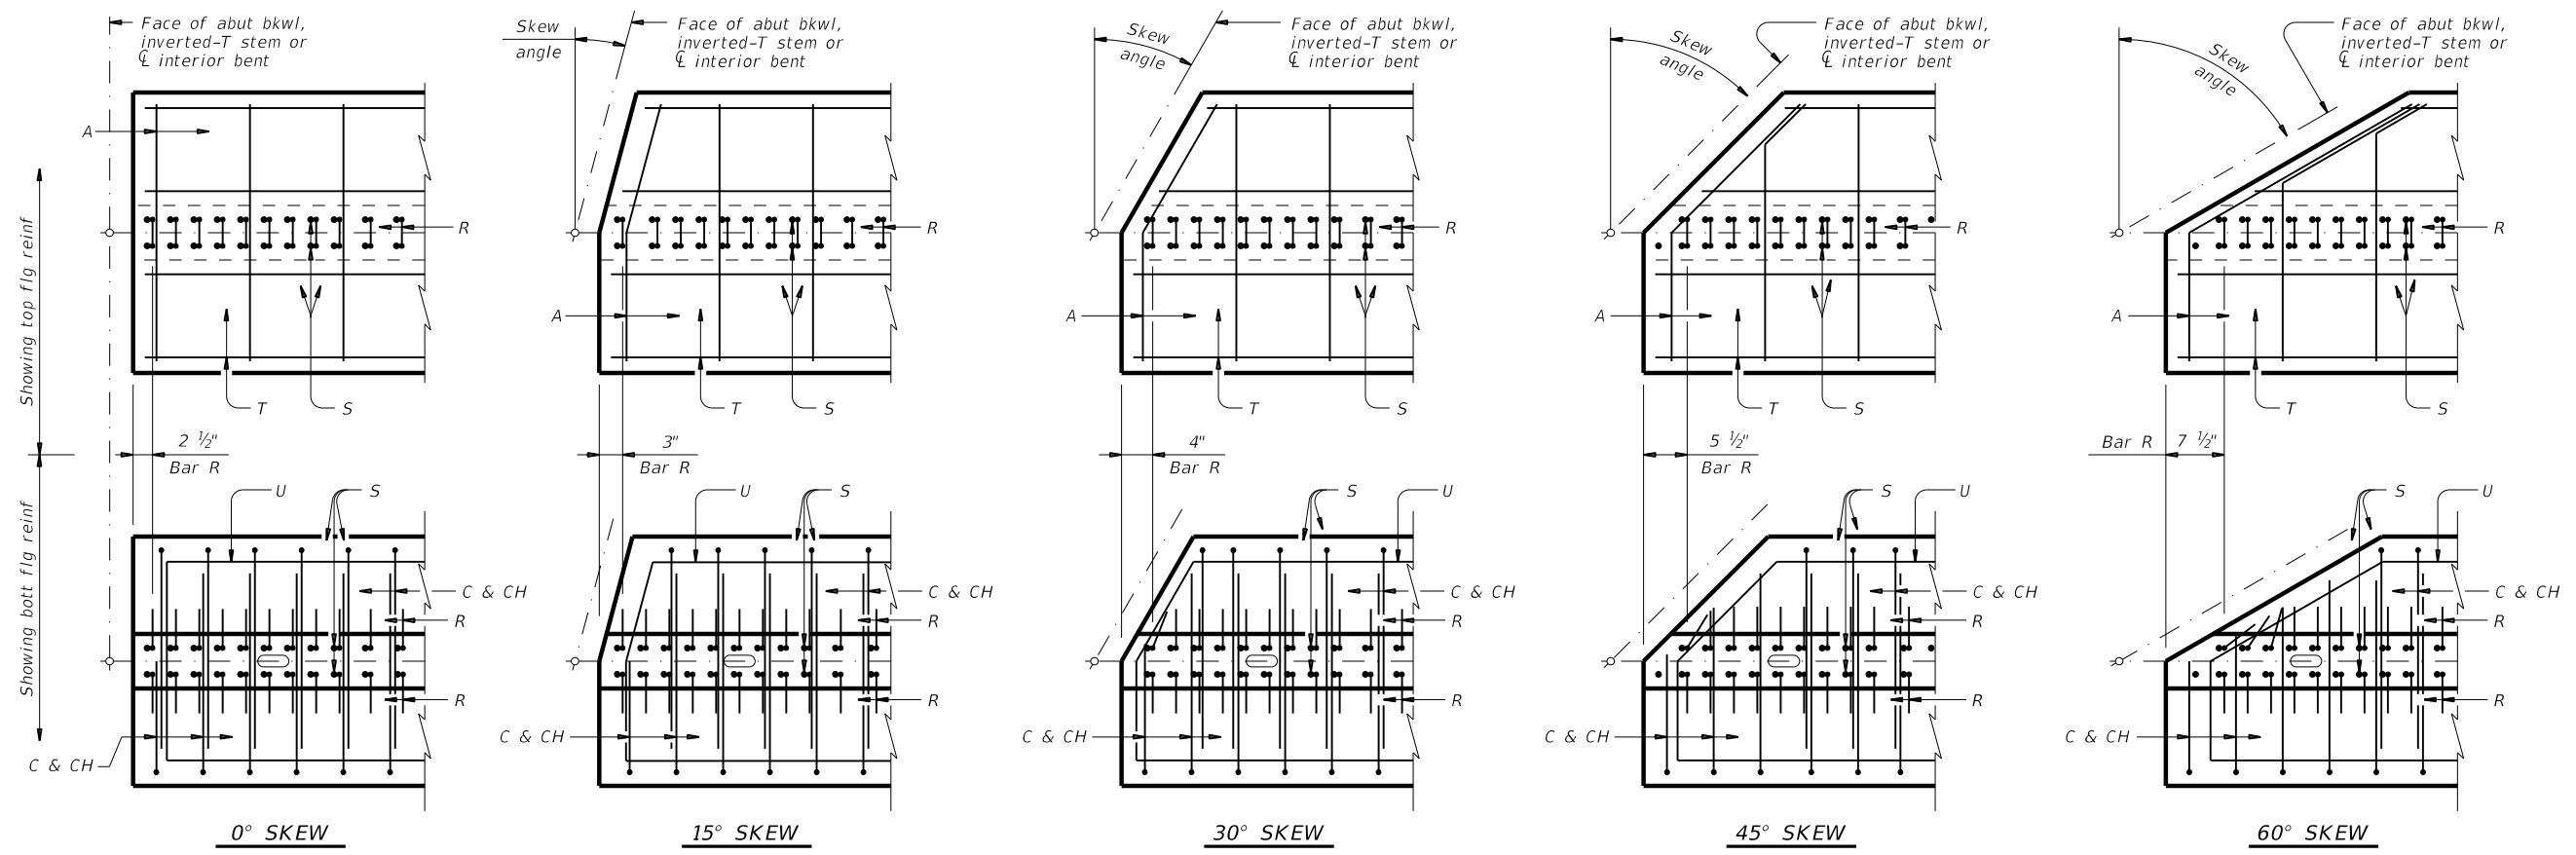 Face of abut bkwl,
inverted-T stem or
℄ interior bent
A
R
T
S
Skew
angle
Face of abut bkwl,
inverted-T stem or
℄ interior bent
A
R
T
S
Skew
angle
Face of abut bkwl,
inverted-T stem or
℄ interior bent
A
R
T
S
Skew
angle
Face of abut bkwl,
inverted-T stem or
℄ interior bent
A
R
T
S
Skew
angle
Face of abut bkwl,
inverted-T stem or
℄ interior bent
A
R
T
S
Showing top flg reinf
Showing bott flg reinf
2 ½"
Bar R
3"
Bar R
4"
Bar R
5 ½"
Bar R
Bar R 7 ½"
U
S
C & CH
R
R
C & CH
0° SKEW
U
S
C & CH
R
R
C & CH
15° SKEW
S
U
C & CH
R
R
C & CH
30° SKEW
S
U
C & CH
R
R
C & CH
45° SKEW
S
U
C & CH
R
R
C & CH
60° SKEW